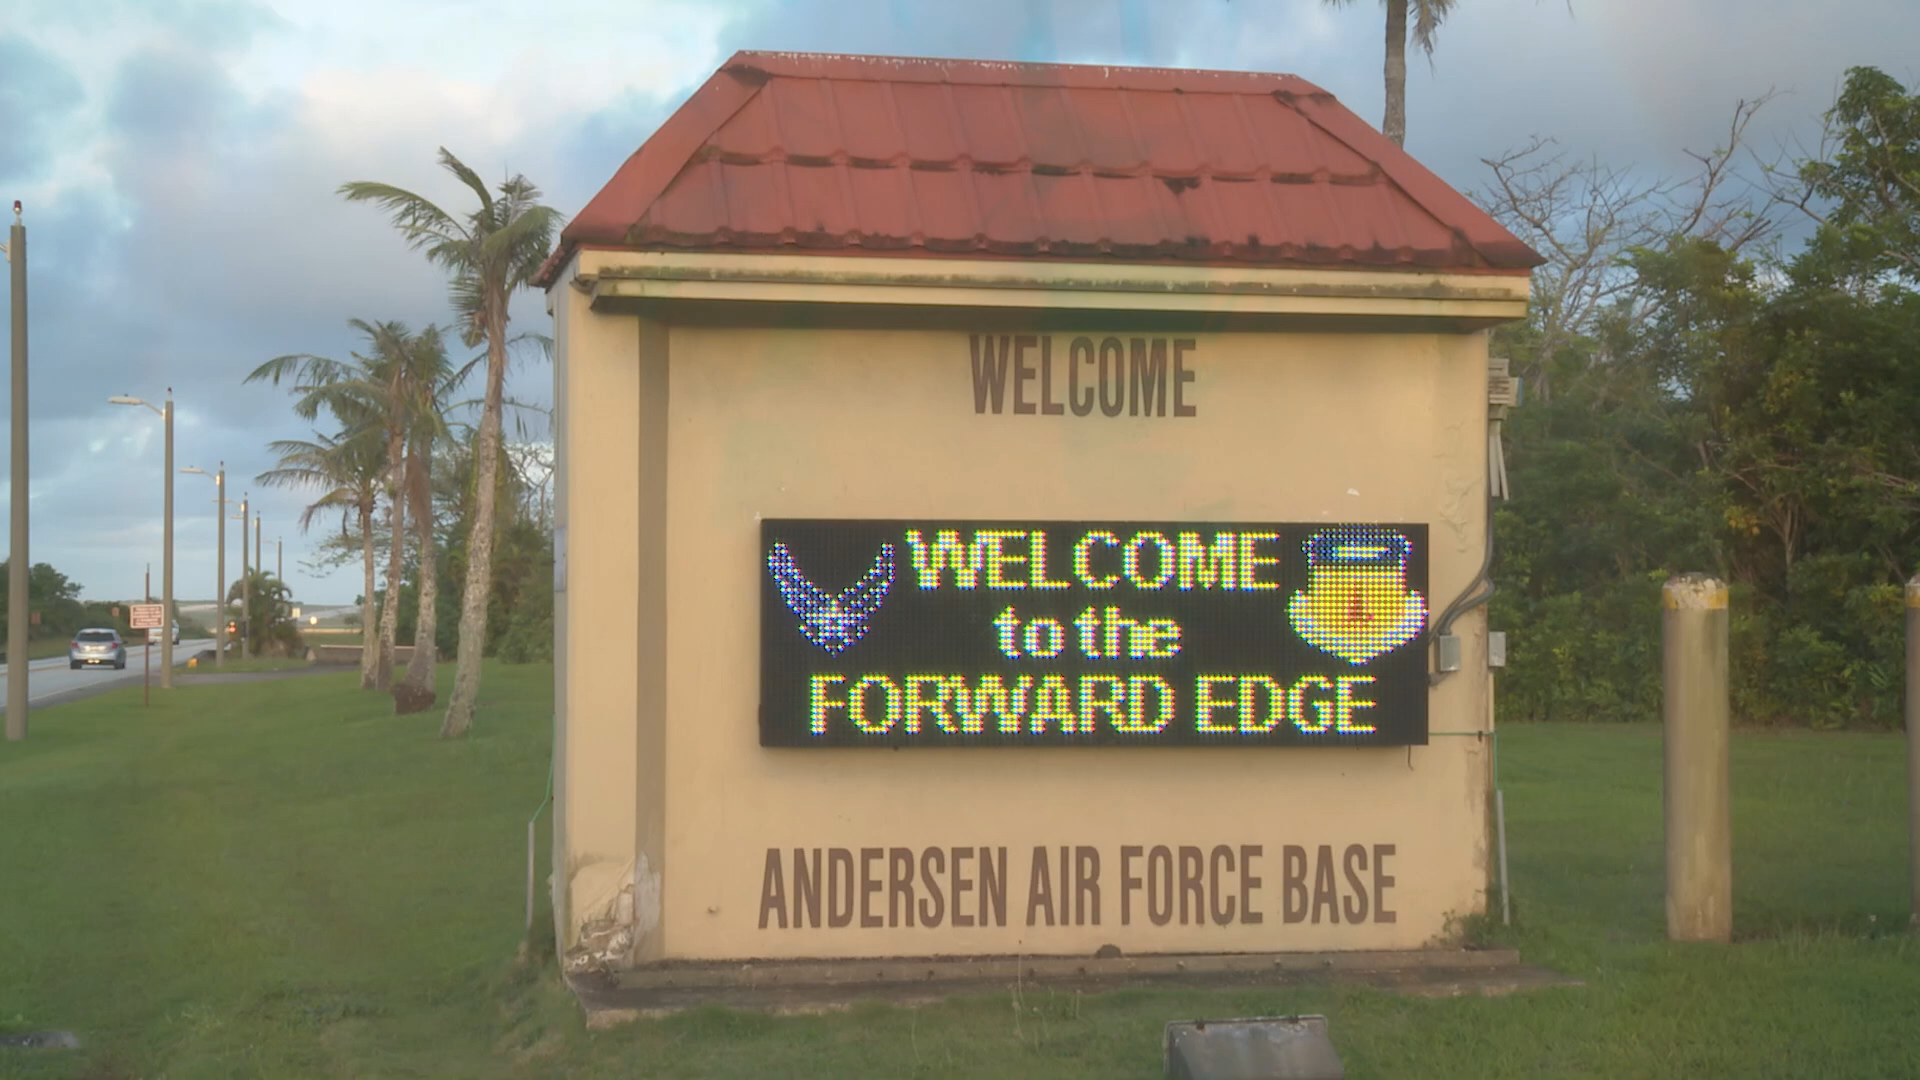 WELCOME
WELCOME
to the
FORWARD EDGE
ANDERSEN AIR FORCE BASE